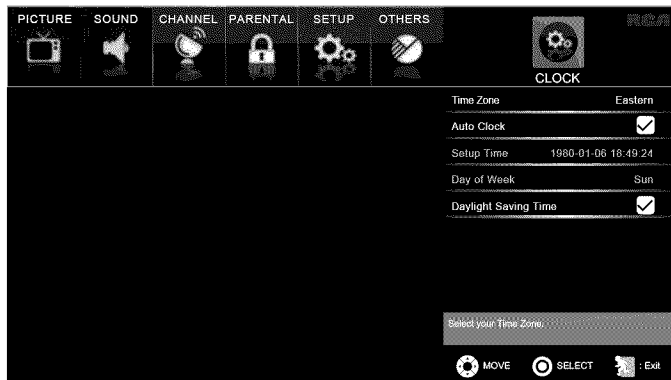 PICTURE SOUND CHANNEL PARENTAL SETUP OTHERS
RCA
CLOCK
Time Zone Eastern
Auto Clock
Setup Time 1980-01-06 18:49:24
Day of Week Sun
Daylight Saving Time
Select your Time Zone.
MOVE SELECT : Exit